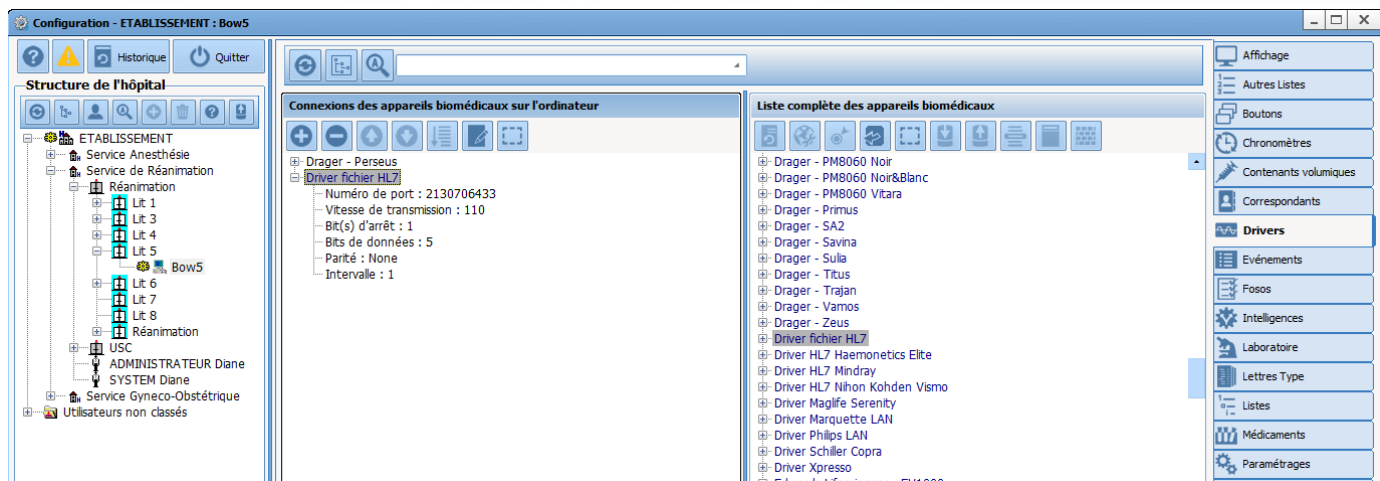 Configuration - ETABLISSEMENT : Bow5
Historique
Quitter
Structure de l'hôpital
ETABLISSEMENT
Service Anesthésie
Service de Réanimation
Réanimation
Lit 1
Lit 3
Lit 4
Lit 5
Bow5
Lit 6
Lit 7
Lit 8
Réanimation
USC
ADMINISTRATEUR Diane
SYSTEM Diane
Service Gyneco-Obstétrique
Utilisateurs non classés
Connexions des appareils biomédicaux sur l'ordinateur
Drager - Perseus
Driver fichier HL7
Numéro de port : 2130706433
Vitesse de transmission : 110
Bit(s) d'arrêt : 1
Bits de données : 5
Parité : None
Intervalle : 1
Liste complète des appareils biomédicaux
Drager - PM8060 Noir
Drager - PM8060 Noir&Blanc
Drager - PM8060 Vitara
Drager - Primus
Drager - SA2
Drager - Savina
Drager - Sulla
Drager - Titus
Drager - Trajan
Drager - Vamos
Drager - Zeus
Driver fichier HL7
Driver HL7 Haemonetics Elite
Driver HL7 Mindray
Driver HL7 Nihon Kohden Vismo
Driver Maglife Serenity
Driver Marquette LAN
Driver Philips LAN
Driver Schiller Copra
Driver Xpresso
Affichage
Autres Listes
Boutons
Chronomètres
Contenants volumiques
Correspondants
Drivers
Evénements
Fosos
Intelligences
Laboratoire
Lettres Type
Listes
Médicaments
Paramétrages